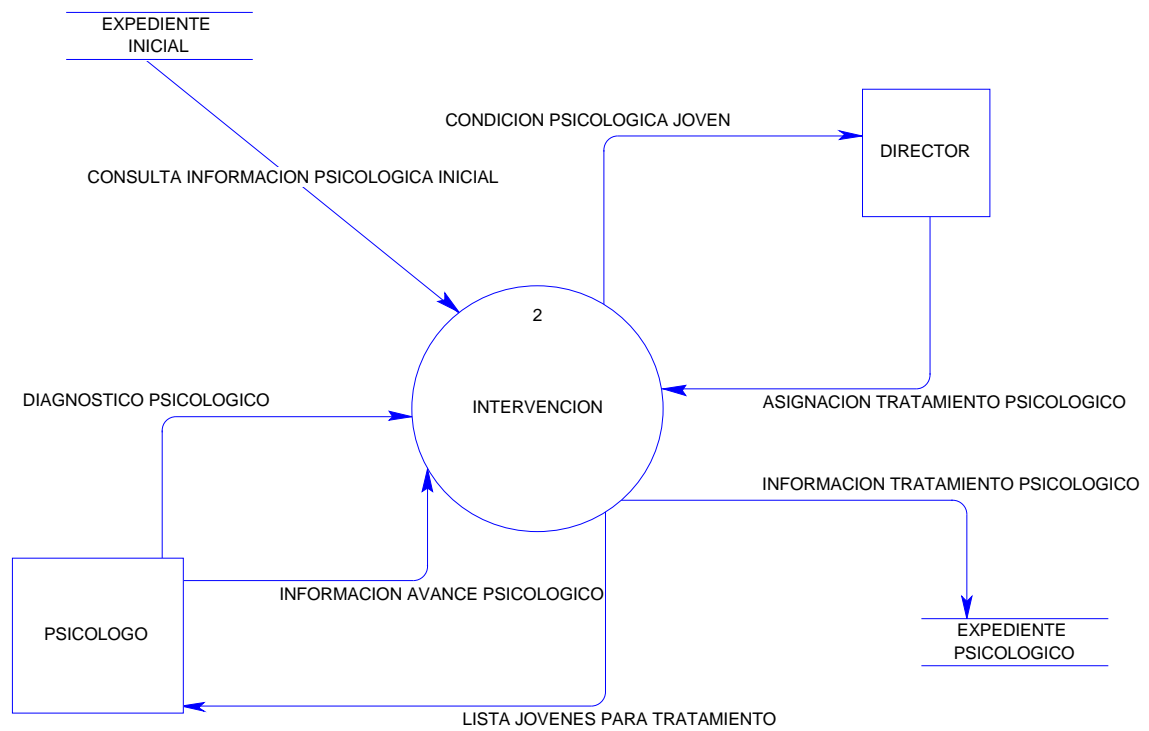 EXPEDIENTE
INICIAL
CONDICION PSICOLOGICA JOVEN
DIRECTOR
CONSULTA INFORMACION PSICOLOGICA INICIAL
2
DIAGNOSTICO PSICOLOGICO
INTERVENCION
ASIGNACION TRATAMIENTO PSICOLOGICO
INFORMACION TRATAMIENTO PSICOLOGICO
INFORMACION AVANCE PSICOLOGICO
PSICOLOGO
EXPEDIENTE
PSICOLOGICO
LISTA JOVENES PARA TRATAMIENTO